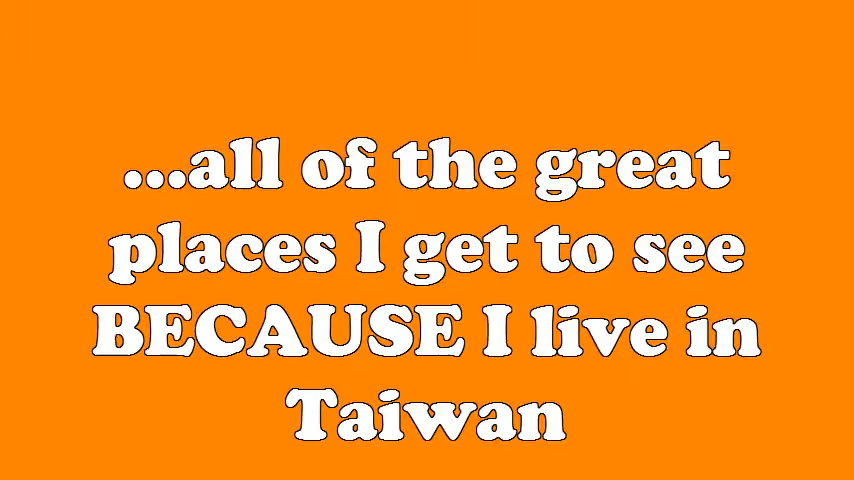 ...all of the great
places I get to see
BECAUSE I live in
Taiwan